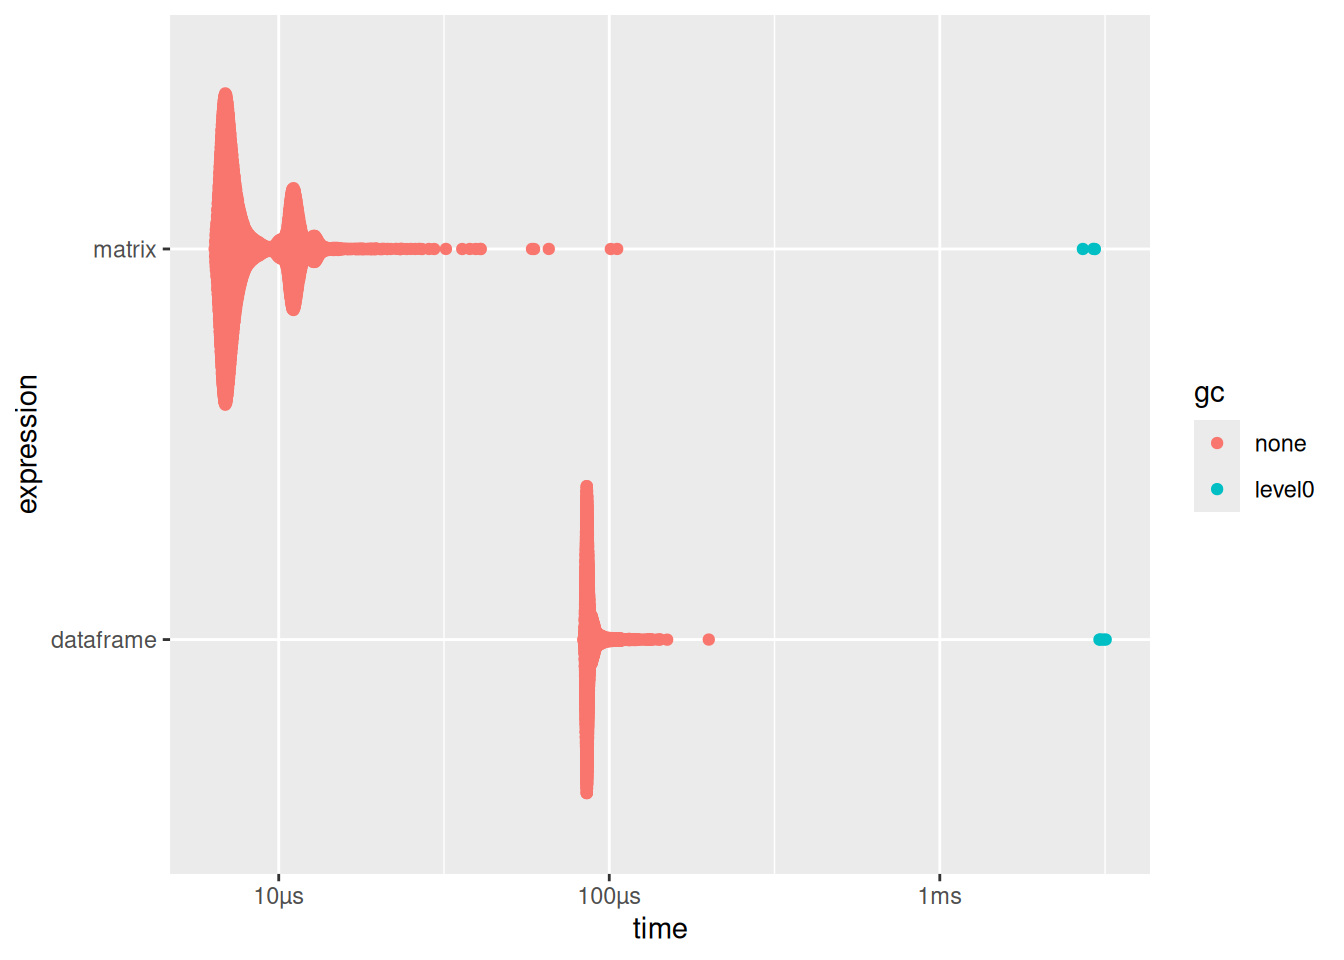 expression
matrix
dataframe
10µs
100µs
1ms
time
gc
none
level0